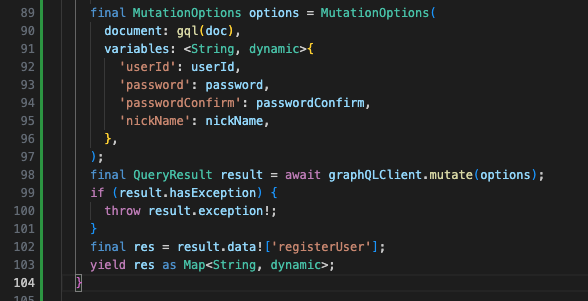 89 final MutationOptions options = MutationOptions(
90 document: gql(doc),
91 variables: <String, dynamic>{
92 'userId': userId,
93 'password': password,
94 'passwordConfirm': passwordConfirm,
95 'nickName': nickName,
96 },
97 );
98 final QueryResult result = await graphQLClient.mutate(options);
99 if (result.hasException) {
100 throw result.exception!;
101 }
102 final res = result.data!['registerUser'];
103 yield res as Map<String, dynamic>;
104 }
105